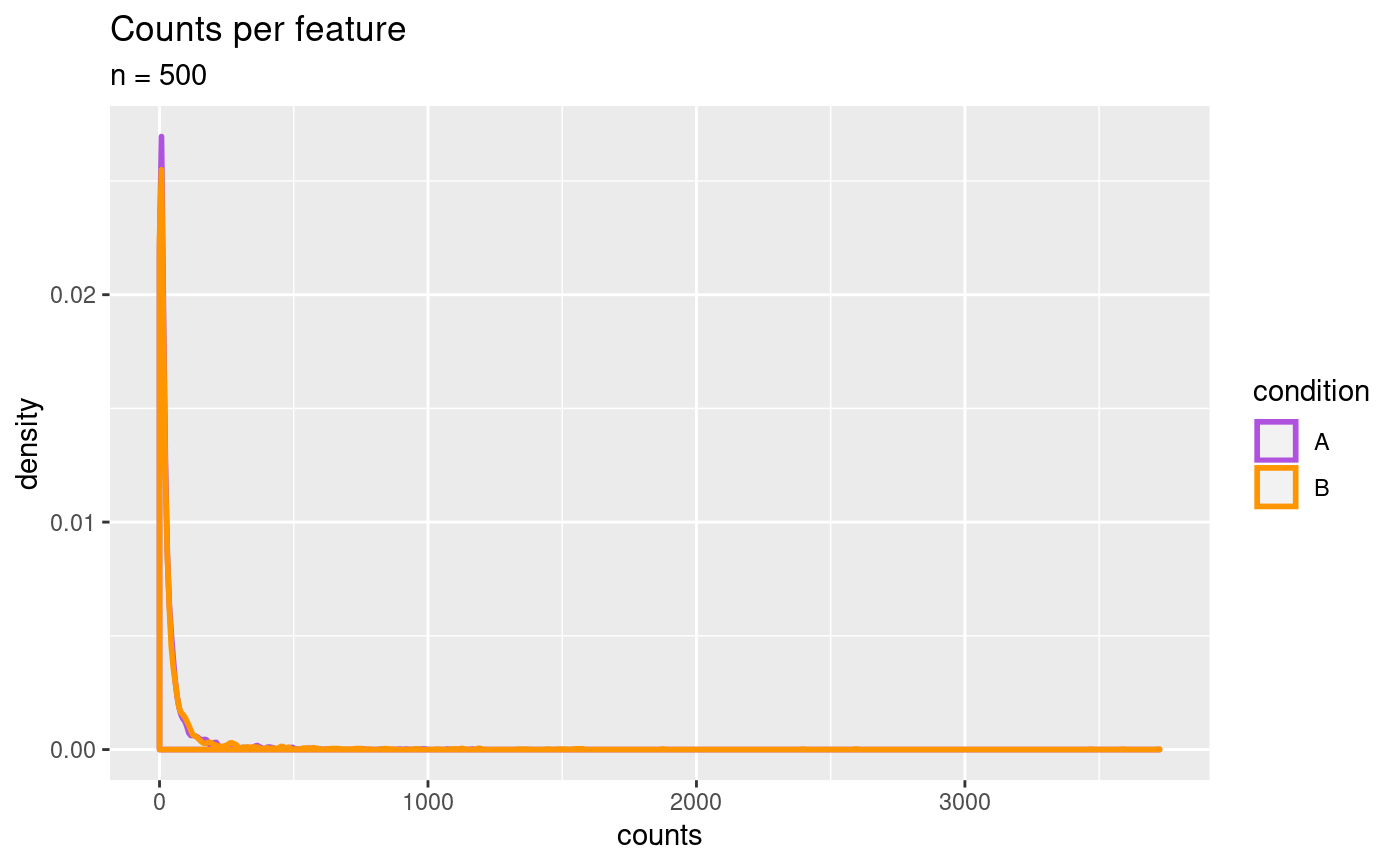 Counts per feature
n = 500
density
0.02
0.01
0.00
0
1000
2000
3000
counts
condition
A
B